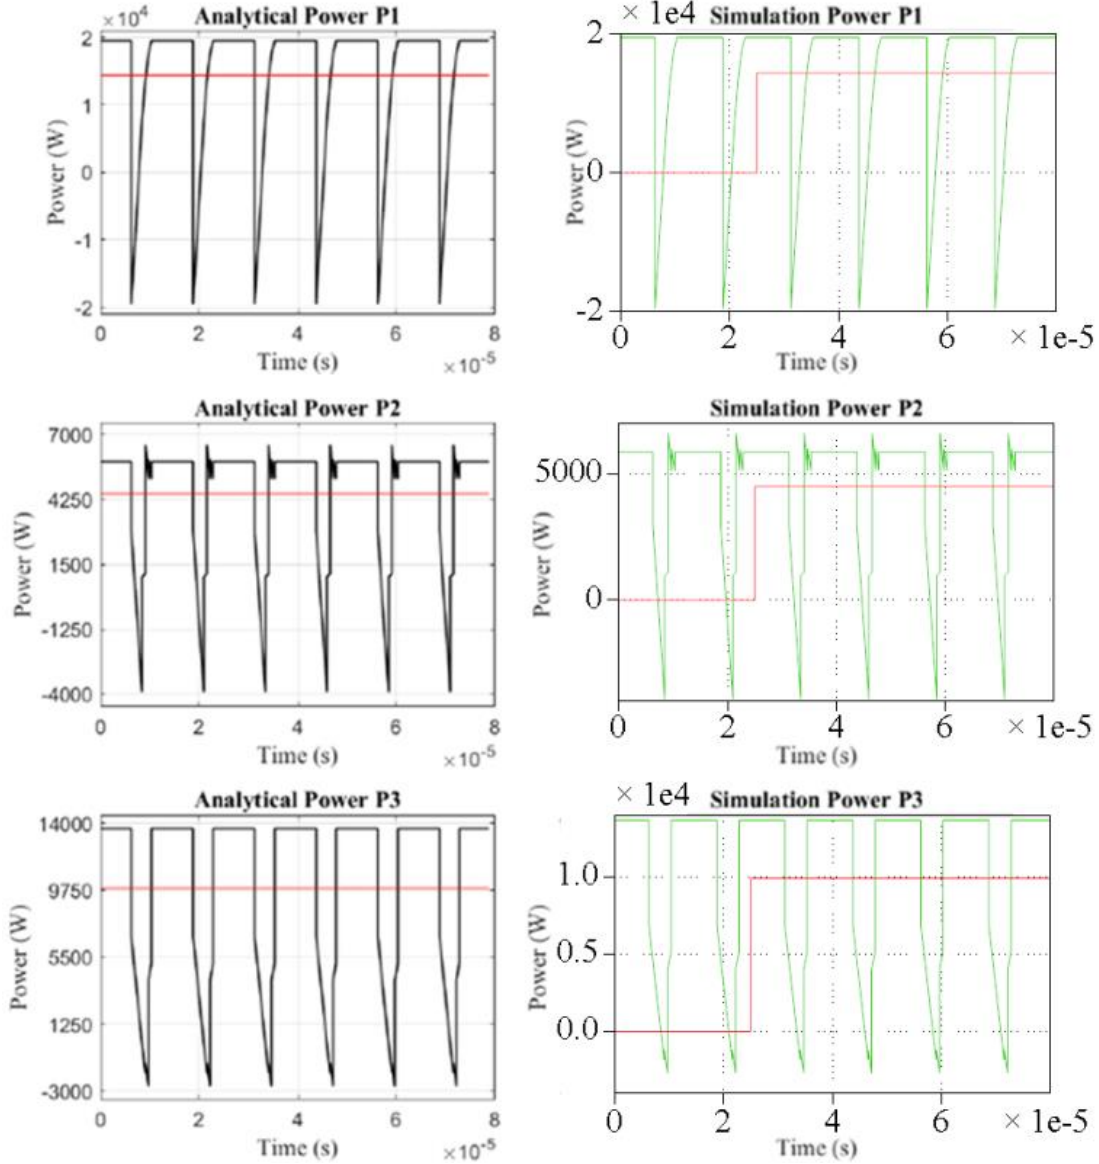 Analytical Power P1
×10⁴
2
1
0
-1
-2
Power (W)
0 2 4 6 8
Time (s)
×10⁻⁵
× 1e4
Simulation Power P1
2
0
-2
Power (W)
0 2 4 6 × 1e-5
Time (s)
Analytical Power P2
7000
4250
1500
-1250
-4000
Power (W)
0 2 4 6 8
Time (s)
×10⁻⁵
Simulation Power P2
5000
0
Power (W)
0 2 4 6 × 1e-5
Time (s)
Analytical Power P3
14000
9750
5500
1250
-3000
Power (W)
0 2 4 6 8
Time (s)
×10⁻⁵
× 1e4
Simulation Power P3
1.0
0.5
0.0
Power (W)
0 2 4 6 × 1e-5
Time (s)